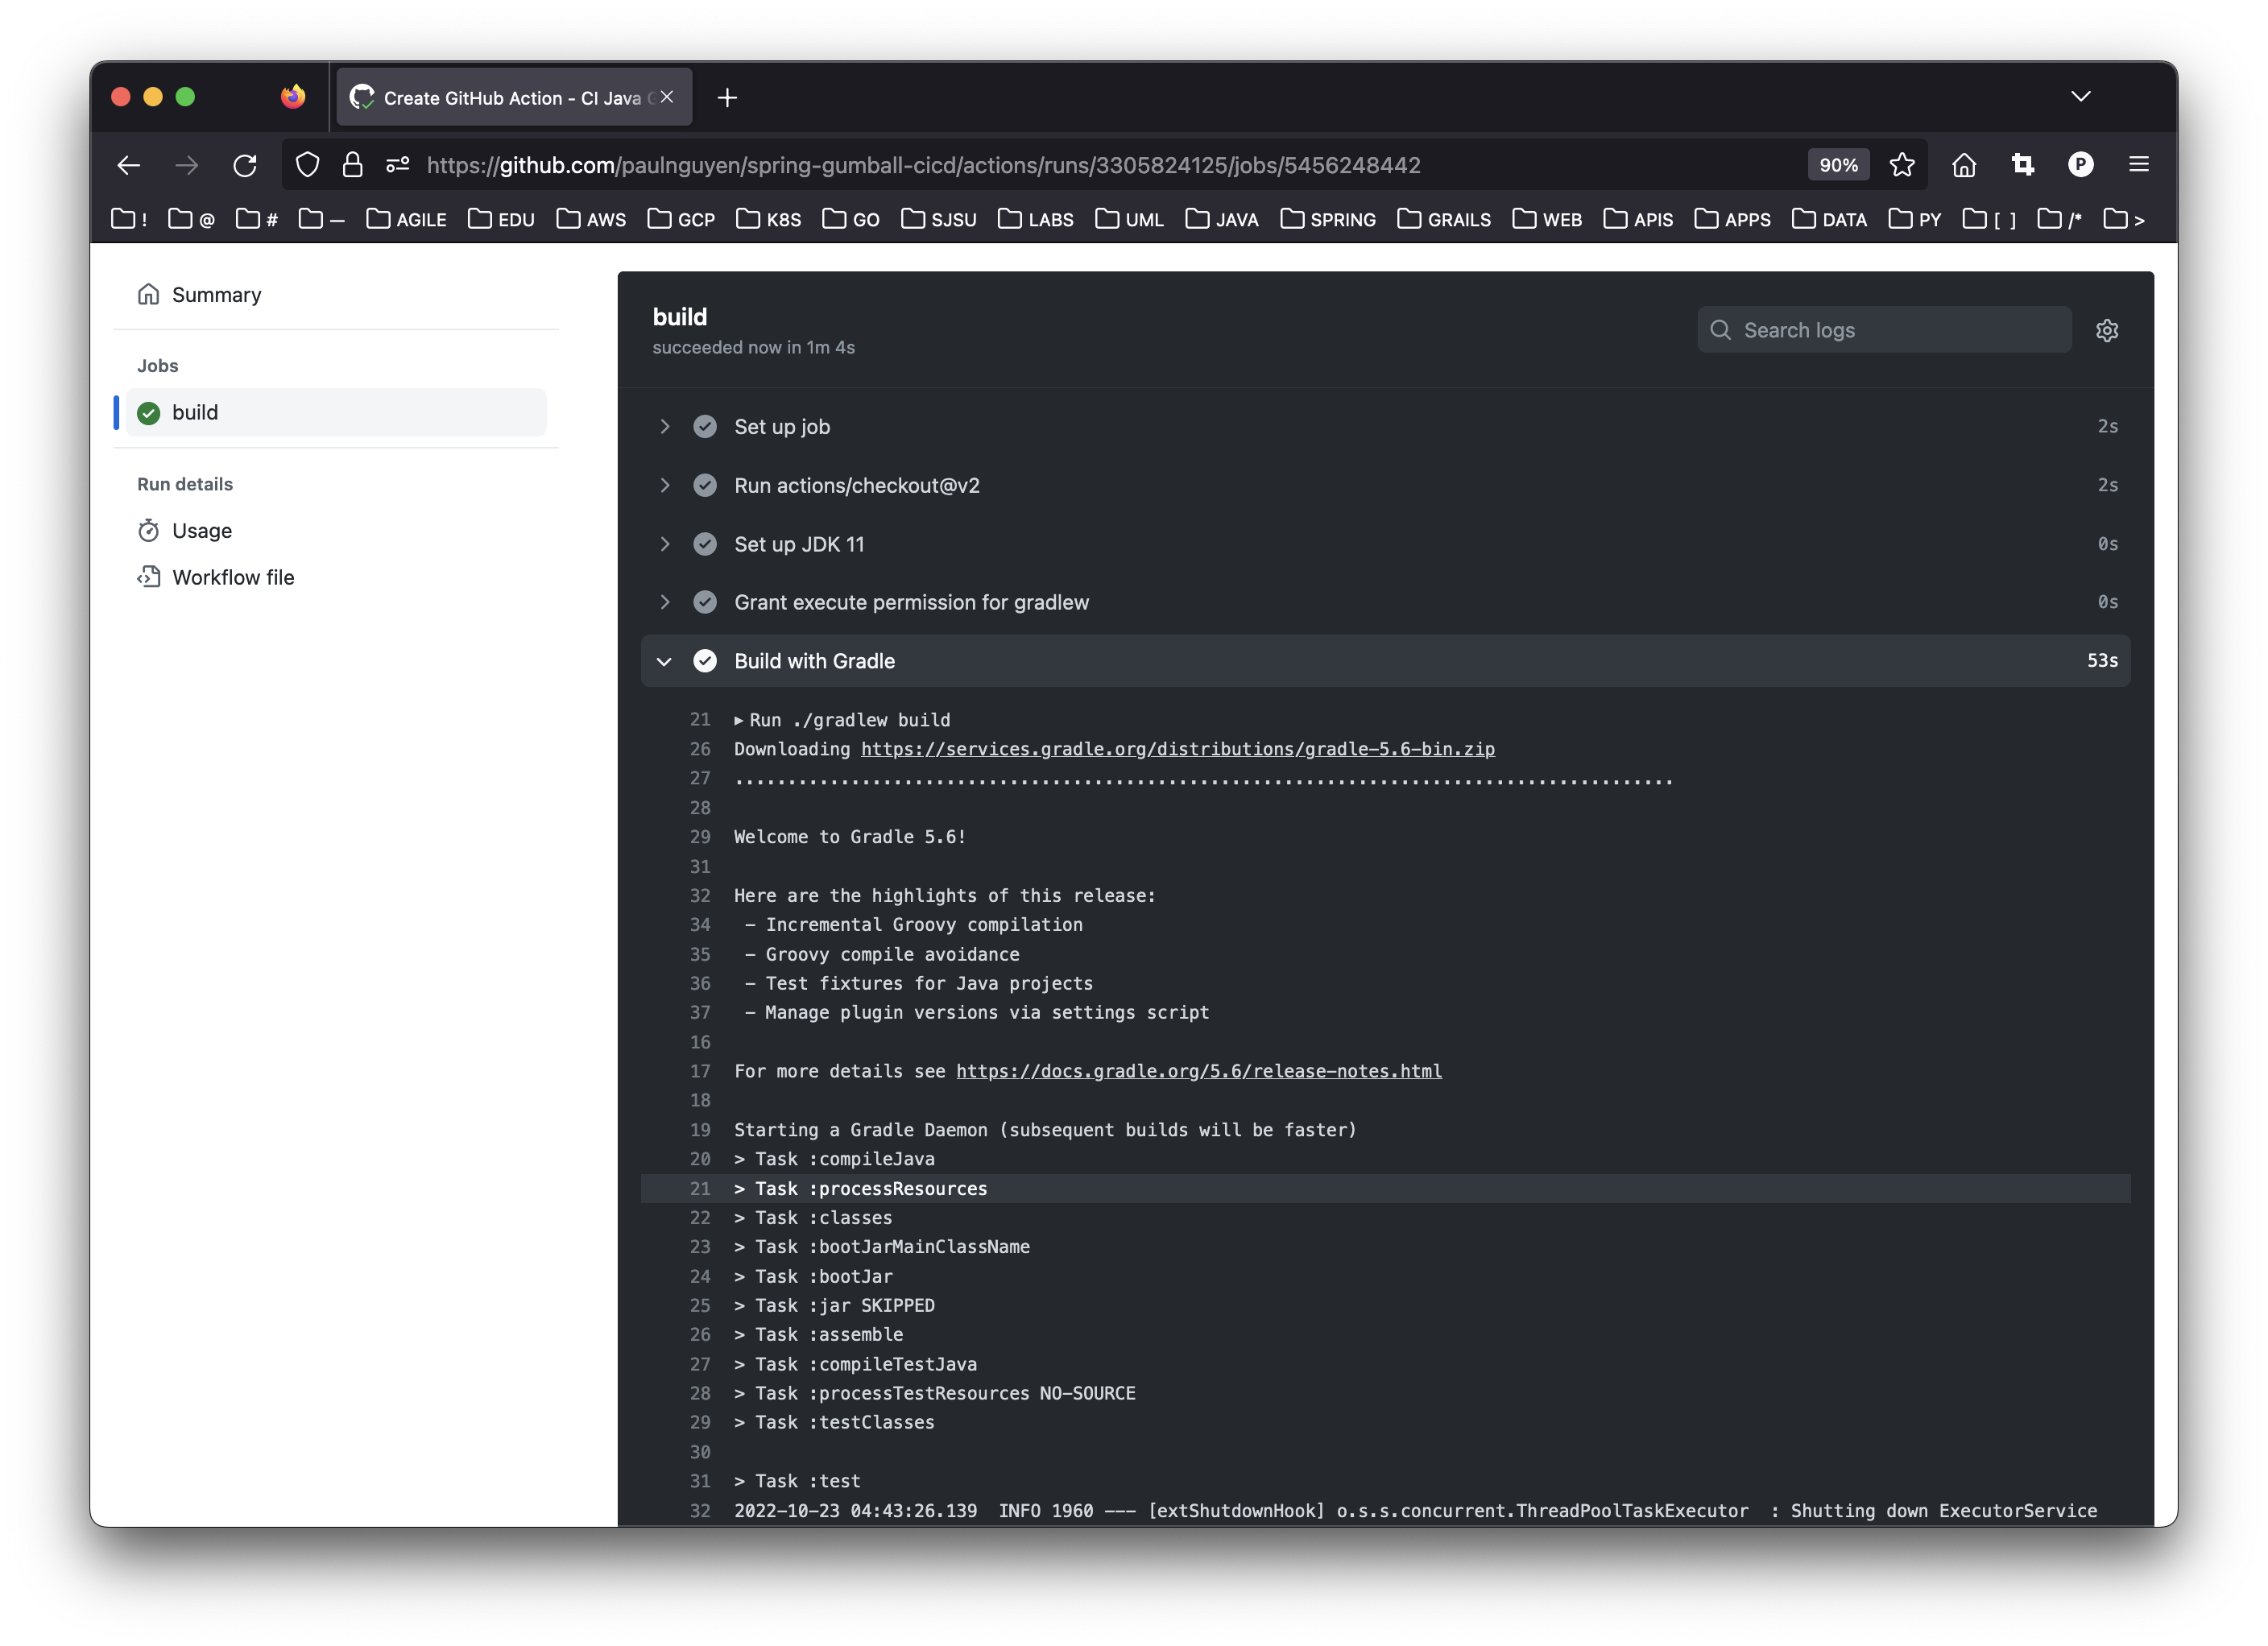 Create GitHub Action - CI Java
https://github.com/paulnguyen/spring-gumball-cicd/actions/runs/3305824125/jobs/5456248442
90%
P
! @ # — AGILE EDU AWS GCP K8S GO SJSU LABS UML JAVA SPRING GRAILS WEB APIS APPS DATA PY [ ] /* >
Summary
Jobs
build
Run details
Usage
Workflow file
build
succeeded now in 1m 4s
Search logs
Set up job 2s
Run actions/checkout@v2 2s
Set up JDK 11 0s
Grant execute permission for gradlew 0s
Build with Gradle 53s
21 ▶ Run ./gradlew build
26 Downloading https://services.gradle.org/distributions/gradle-5.6-bin.zip
27 .........................................................................................
28
29 Welcome to Gradle 5.6!
31
32 Here are the highlights of this release:
34 – Incremental Groovy compilation
35 – Groovy compile avoidance
36 – Test fixtures for Java projects
37 – Manage plugin versions via settings script
16
17 For more details see https://docs.gradle.org/5.6/release-notes.html
18
19 Starting a Gradle Daemon (subsequent builds will be faster)
20 > Task :compileJava
21 > Task :processResources
22 > Task :classes
23 > Task :bootJarMainClassName
24 > Task :bootJar
25 > Task :jar SKIPPED
26 > Task :assemble
27 > Task :compileTestJava
28 > Task :processTestResources NO-SOURCE
29 > Task :testClasses
30
31 > Task :test
32 2022-10-23 04:43:26.139  INFO 1960 --- [extShutdownHook] o.s.s.concurrent.ThreadPoolTaskExecutor  : Shutting down ExecutorService